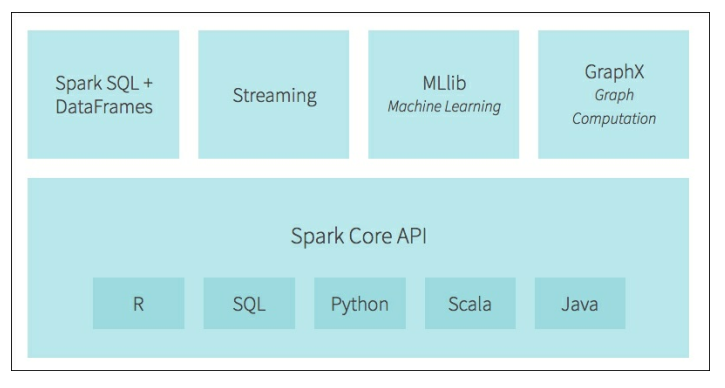 Spark SQL +
DataFrames
Streaming
MLlib
Machine Learning
GraphX
Graph
Computation
Spark Core API
R
SQL
Python
Scala
Java